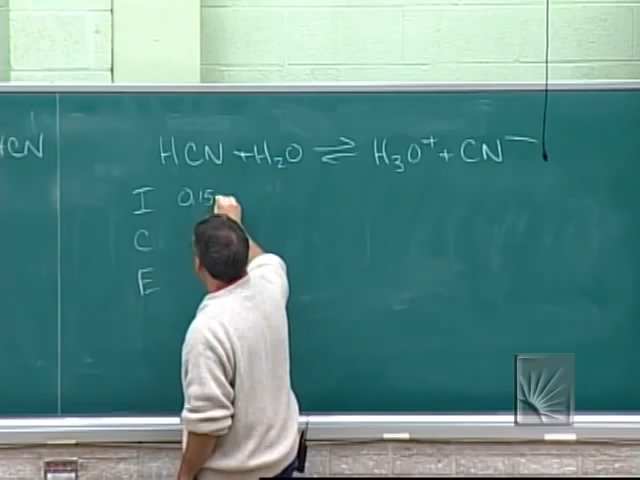 HCN
HCN + H₂O ⇌ H₃O⁺ + CN⁻
I 0.15
C
E